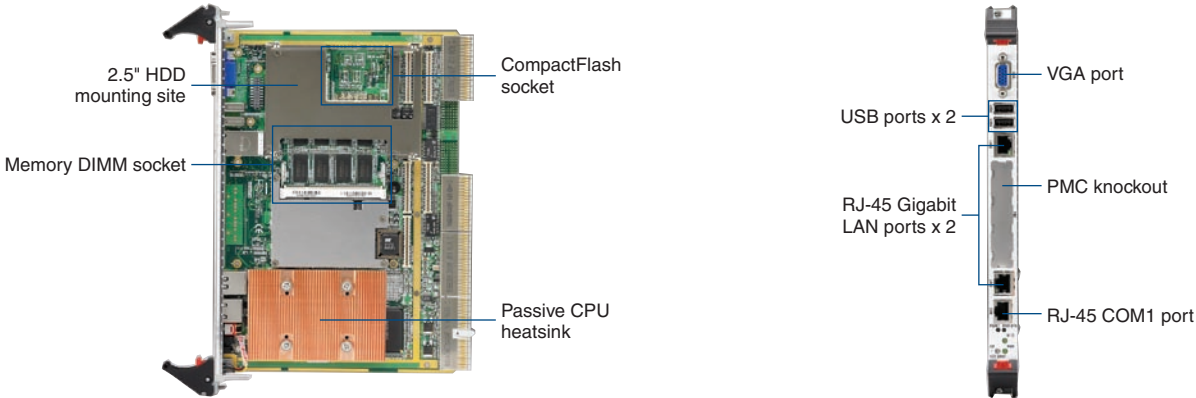 2.5" HDD
mounting site
CompactFlash
socket
Memory DIMM socket
Passive CPU
heatsink
VGA port
USB ports x 2
PMC knockout
RJ-45 Gigabit
LAN ports x 2
RJ-45 COM1 port